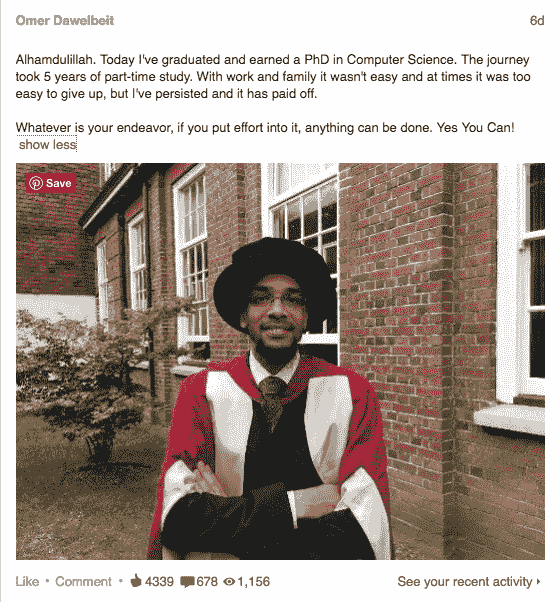 Omer Dawelbeit
6d
Alhamdulillah. Today I've graduated and earned a PhD in Computer Science. The journey
took 5 years of part-time study. With work and family it wasn't easy and at times it was too
easy to give up, but I've persisted and it has paid off.
Whatever is your endeavor, if you put effort into it, anything can be done. Yes You Can!
show less
Save
Like • Comment • 4339 678 1,156
See your recent activity